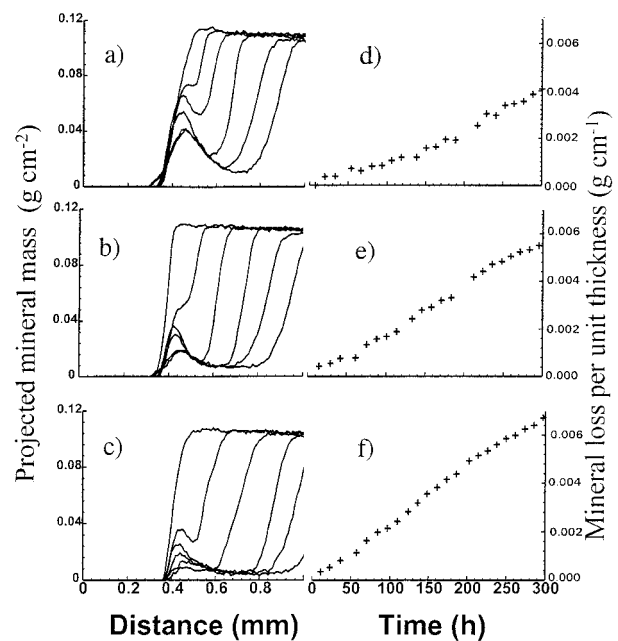 Projected mineral mass (g cm⁻²)
0.12
0.08
0.04
0
a)
d)
0.006
0.004
0.002
0.000
0.12
0.08
0.04
0
b)
e)
0.006
0.004
0.002
0.000
0.12
0.08
0.04
0
c)
f)
0.006
0.004
0.002
0.000
Mineral loss per unit thickness (g cm⁻¹)
0 0.2 0.4 0.6 0.8
0 50 100 150 200 250 300
Distance (mm)
Time (h)